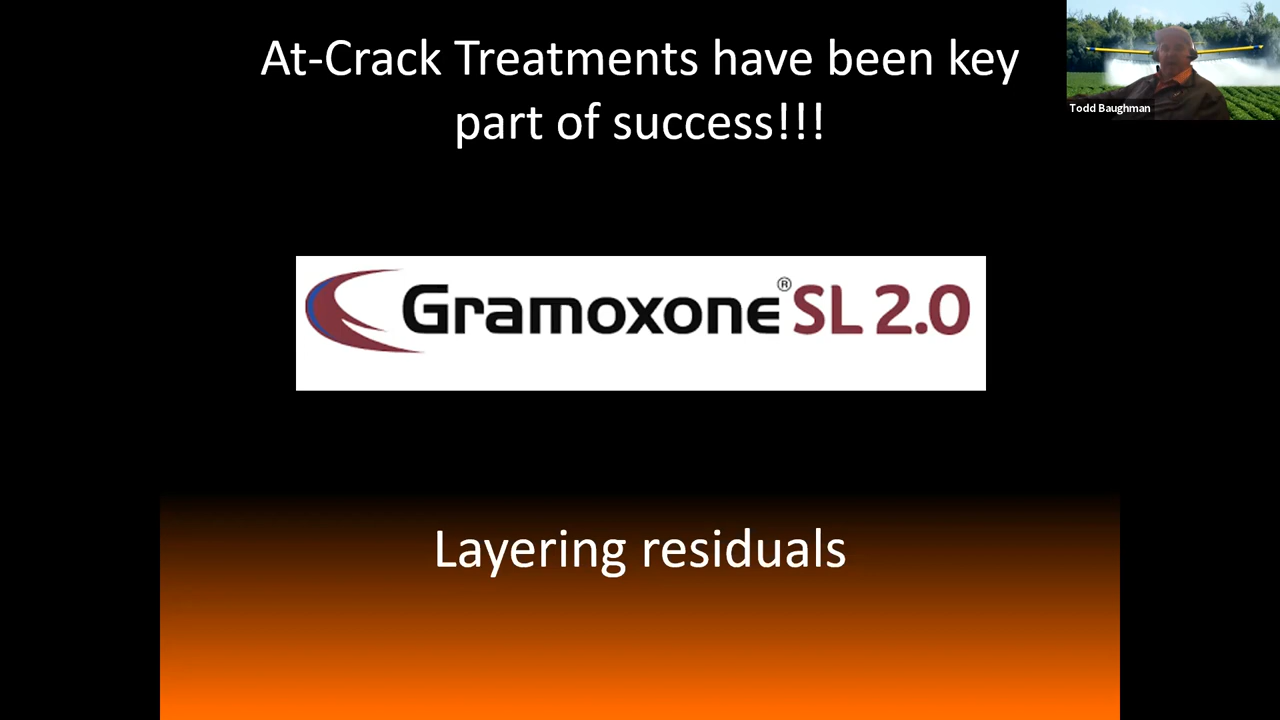 At-Crack Treatments have been key
part of success!!!
Todd Baughman
Gramoxone® SL 2.0
Layering residuals